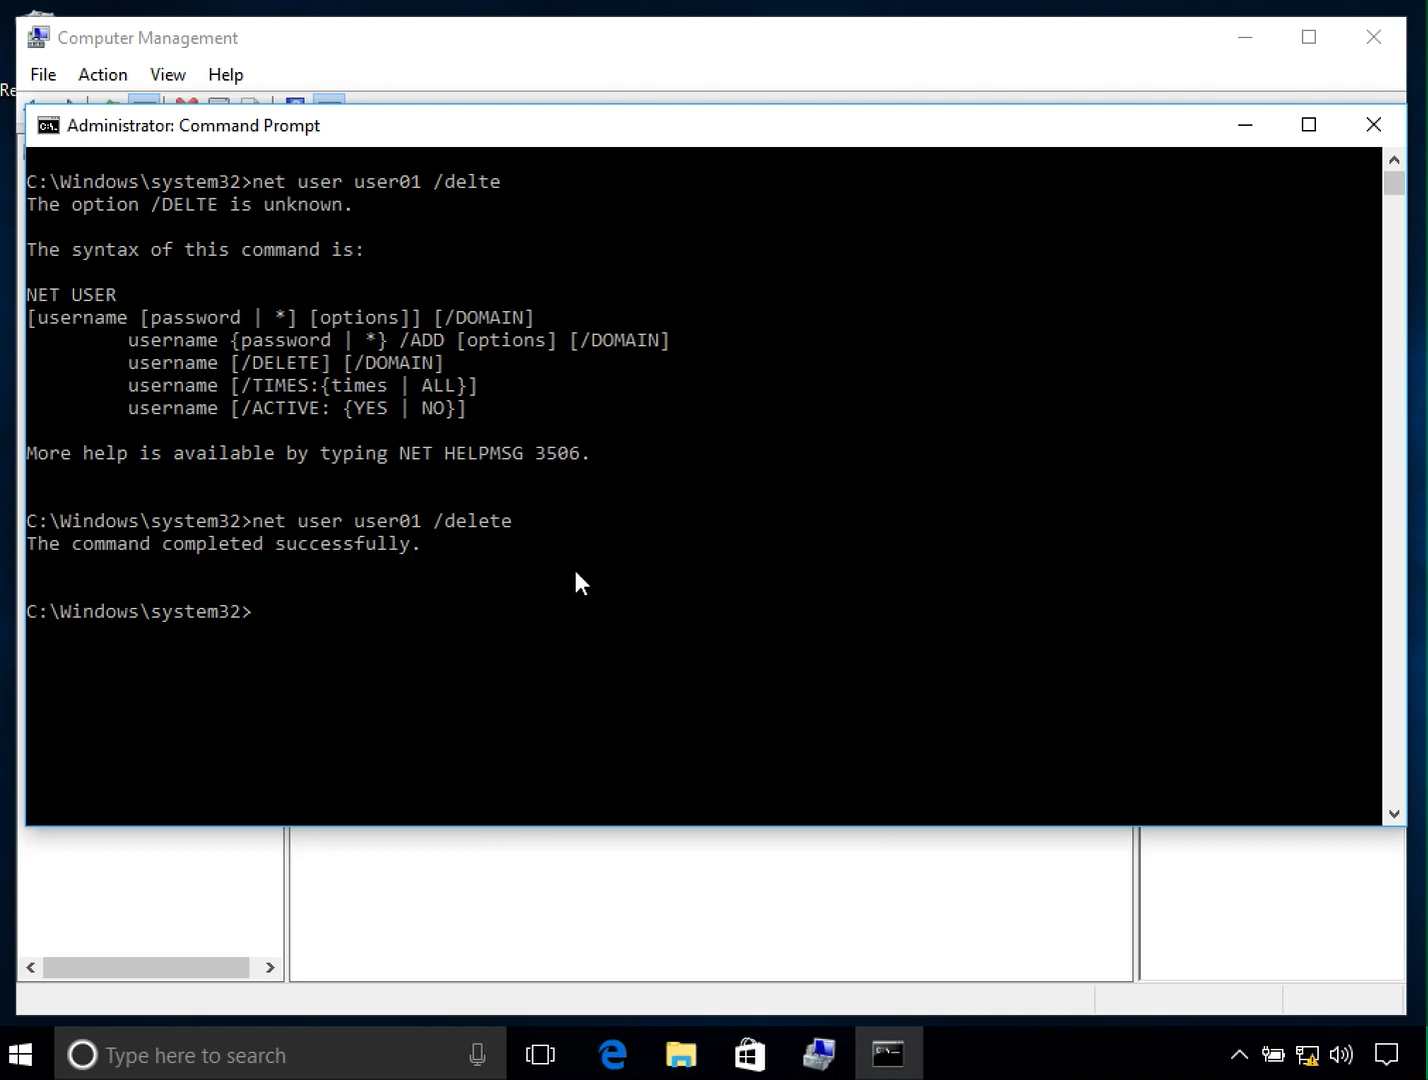 Computer Management
File Action View Help
Re
Administrator: Command Prompt
C:\Windows\system32>net user user01 /delte
The option /DELTE is unknown.
The syntax of this command is:
NET USER
[username [password | *] [options]] [/DOMAIN]
username {password | *} /ADD [options] [/DOMAIN]
username [/DELETE] [/DOMAIN]
username [/TIMES:{times | ALL}]
username [/ACTIVE: {YES | NO}]
More help is available by typing NET HELPMSG 3506.
C:\Windows\system32>net user user01 /delete
The command completed successfully.
C:\Windows\system32>
Type here to search